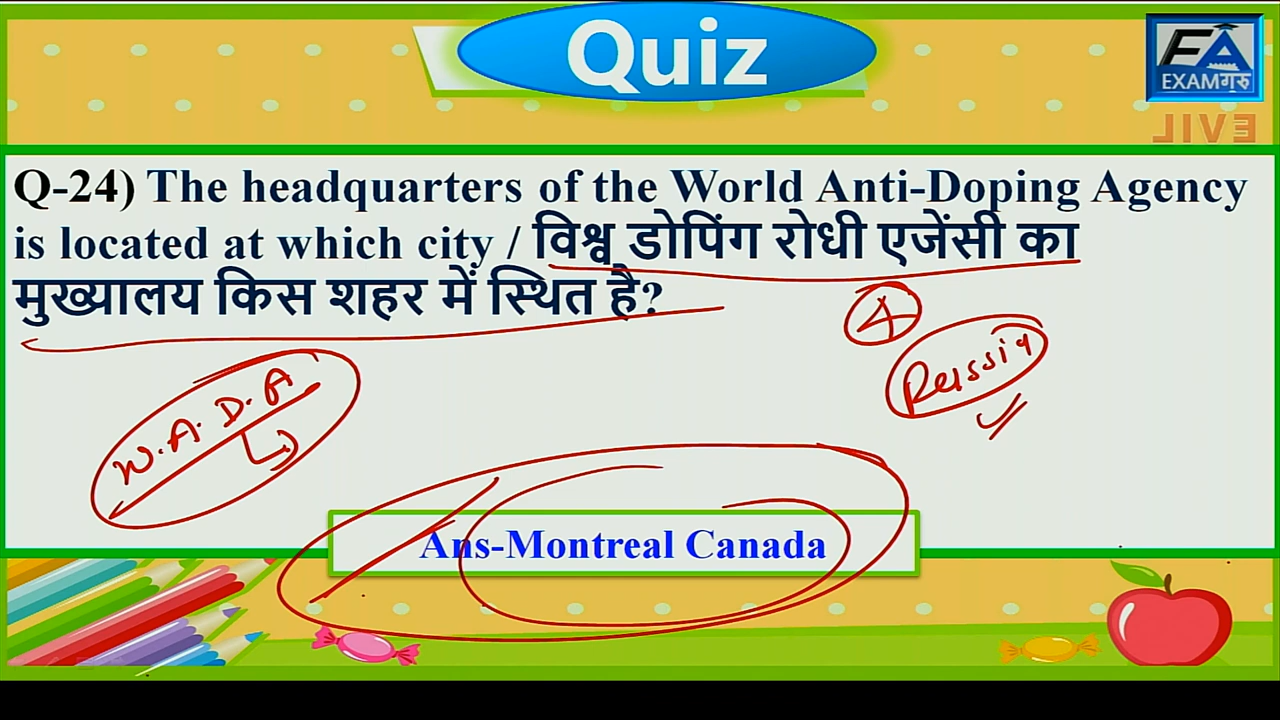 Quiz
EXAMगुरु
LIVE
Q-24) The headquarters of the World Anti-Doping Agency
is located at which city / विश्व डोपिंग रोधी एजेंसी का
मुख्यालय किस शहर में स्थित है?
4
Russia
W.A.D.A
Ans-Montreal Canada